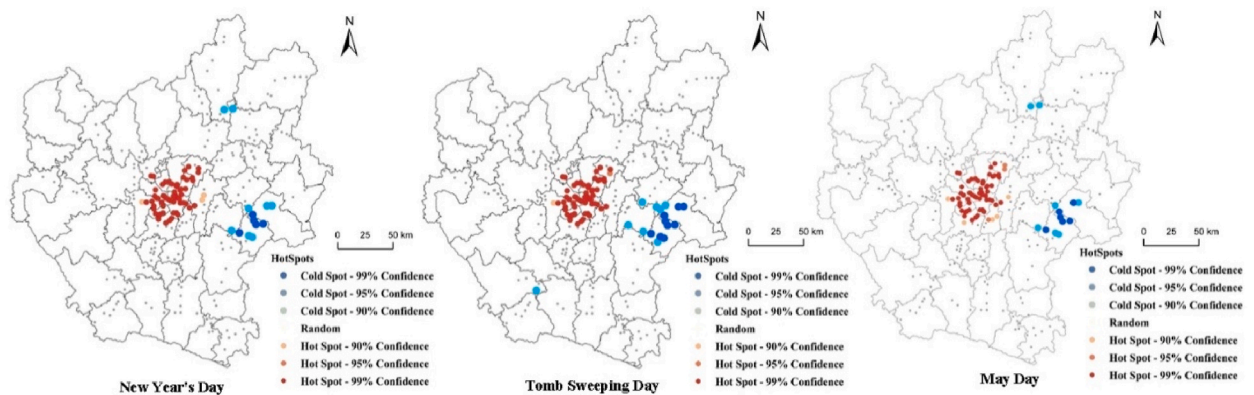 N
0 50 km
HotSpots
Cold Spot - 99% Confidence
Cold Spot - 95% Confidence
Cold Spot - 90% Confidence
Random
Hot Spot - 90% Confidence
Hot Spot - 95% Confidence
Hot Spot - 99% Confidence
New Year's Day
N
0 50 km
HotSpots
Cold Spot - 99% Confidence
Cold Spot - 95% Confidence
Cold Spot - 90% Confidence
Random
Hot Spot - 90% Confidence
Hot Spot - 95% Confidence
Hot Spot - 99% Confidence
Tomb Sweeping Day
N
0 50 km
HotSpots
Cold Spot - 99% Confidence
Cold Spot - 95% Confidence
Cold Spot - 90% Confidence
Random
Hot Spot - 90% Confidence
Hot Spot - 95% Confidence
Hot Spot - 99% Confidence
May Day